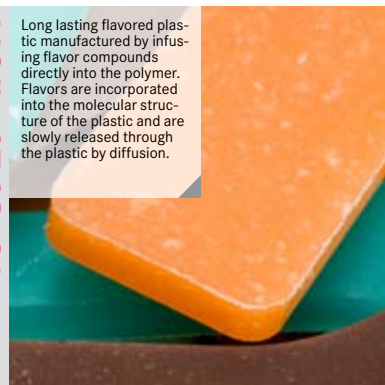 Long lasting flavored plas-
tic manufactured by infus-
ing flavor compounds
directly into the polymer.
Flavors are incorporated
into the molecular struc-
ture of the plastic and are
slowly released through
the plastic by diffusion.